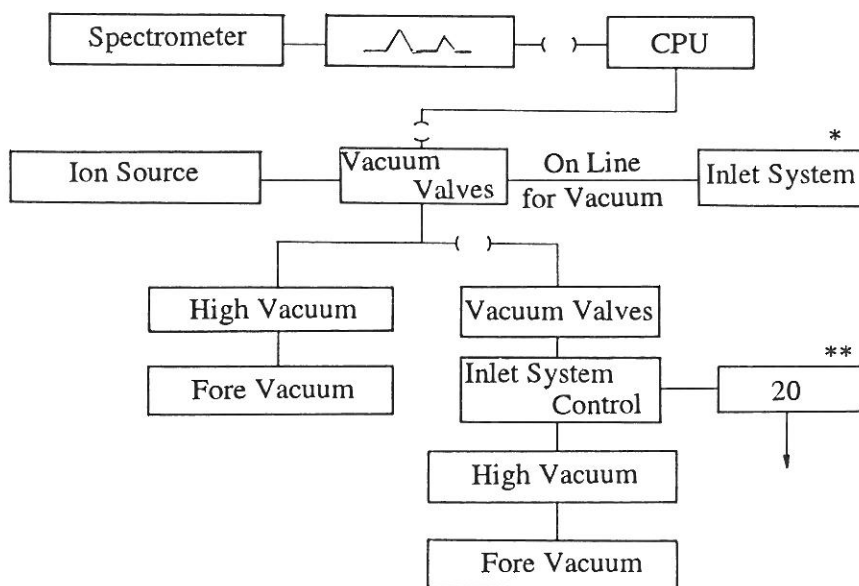 Spectrometer
CPU
*
Ion Source
Vacuum
Valves
On Line
for Vacuum
Inlet System
High Vacuum
Vacuum Valves
**
Fore Vacuum
Inlet System
Control
20
High Vacuum
Fore Vacuum